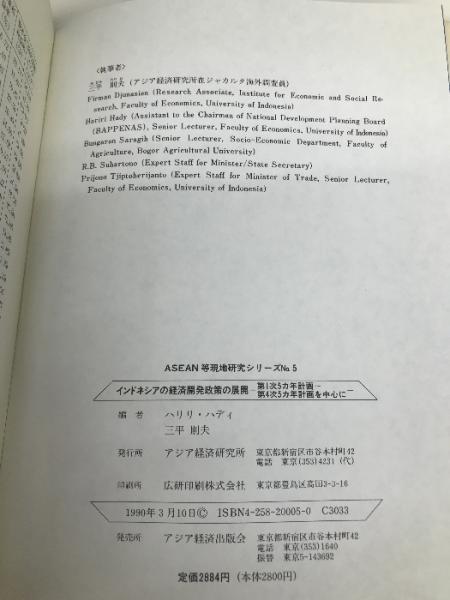 〈執筆者〉
三平 則夫 (アジア経済研究所在ジャカルタ海外調査員)
Firman Djunasian (Research Associate, Institute for Economic and Social Re-
search, Faculty of Economics, University of Indonesia)
Hariri Hady (Assistant to the Chairman of National Development Planning Board
(BAPPENAS), Senior Lecturer, Faculty of Economics, University of Indonesia)
Bungaran Saragih (Senior Lecturer, Socio-Economic Department, Faculty of
Agriculture, Bogor Agricultural University)
R.B. Suhartono (Expert Staff for Minister/State Secretary)
Prijono Tjiptoherijanto (Expert Staff for Minister of Trade, Senior Lecturer,
Faculty of Economics, University of Indonesia)
ASEAN等現地研究シリーズNo.5
インドネシアの経済開発政策の展開 —第1次5カ年計画—
第4次5カ年計画を中心に—
編者 ハリリ・ハディ
三平 則夫
発行所 アジア経済研究所 東京都新宿区市谷本村町42
電話 東京(353)4231 (代)
印刷所 広研印刷株式会社 東京都豊島区高田3-3-16
1990年3月10日© ISBN4-258-20005-0 C3033
発売所 アジア経済出版会 東京都新宿区市谷本村町42
電話 東京(353)1640
振替 東京5-143692
定価2884円 (本体2800円)